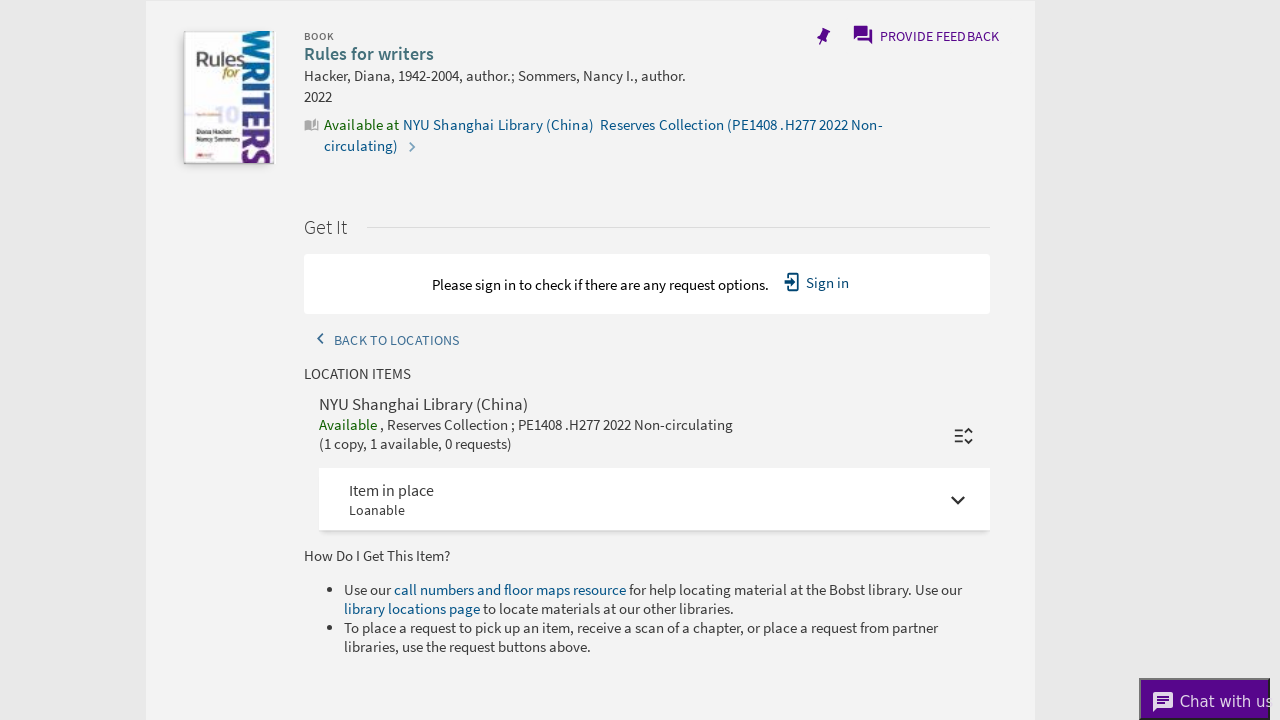 BOOK
Rules for writers
Hacker, Diana, 1942-2004, author.; Sommers, Nancy I., author.
2022
Available at NYU Shanghai Library (China) Reserves Collection (PE1408 .H277 2022 Non-
circulating)
PROVIDE FEEDBACK
Rules
for
WRITERS
10
Diana Hacker
Nancy Sommers
Get It
Please sign in to check if there are any request options. Sign in
BACK TO LOCATIONS
LOCATION ITEMS
NYU Shanghai Library (China)
Available , Reserves Collection ; PE1408 .H277 2022 Non-circulating
(1 copy, 1 available, 0 requests)
Item in place
Loanable
How Do I Get This Item?
Use our call numbers and floor maps resource for help locating material at the Bobst library. Use our
library locations page to locate materials at our other libraries.
To place a request to pick up an item, receive a scan of a chapter, or place a request from partner
libraries, use the request buttons above.
Chat with us